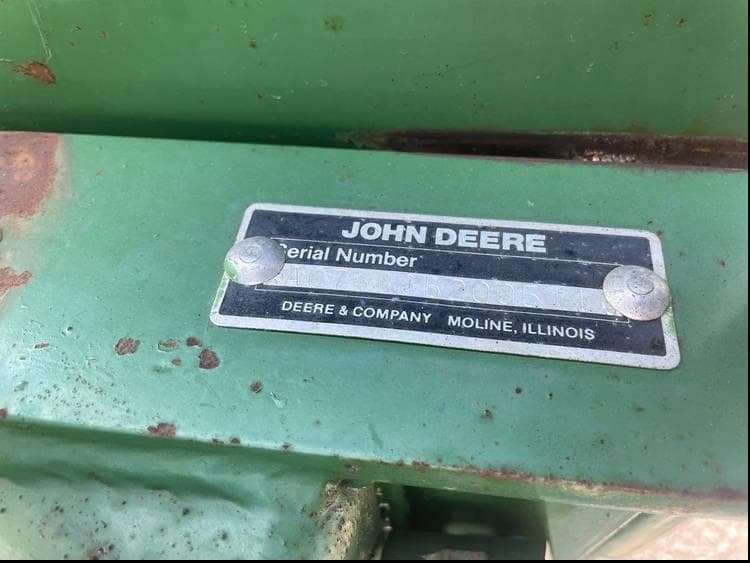 JOHN DEERE
Serial Number
DEERE & COMPANY MOLINE, ILLINOIS